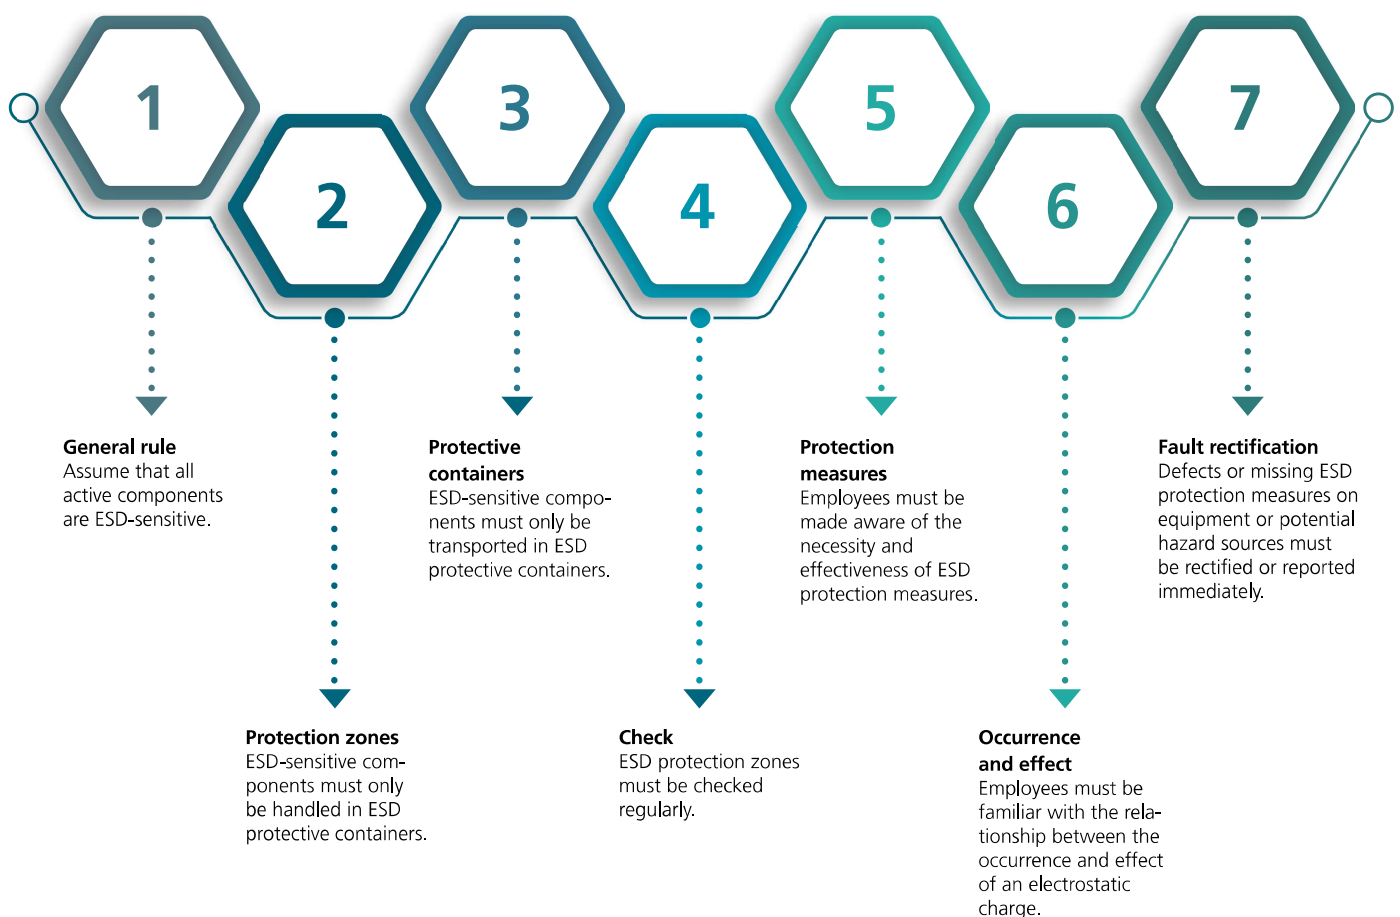 1
General rule
Assume that all
active components
are ESD-sensitive.
2
Protection zones
ESD-sensitive com-
ponents must only
be handled in ESD
protective containers.
3
Protective
containers
ESD-sensitive compo-
nents must only be
transported in ESD
protective containers.
4
Check
ESD protection zones
must be checked
regularly.
5
Protection
measures
Employees must be
made aware of the
necessity and
effectiveness of ESD
protection measures.
6
Occurrence
and effect
Employees must be
familiar with the rela-
tionship between the
occurrence and effect
of an electrostatic
charge.
7
Fault rectification
Defects or missing ESD
protection measures on
equipment or potential
hazard sources must
be rectified or reported
immediately.